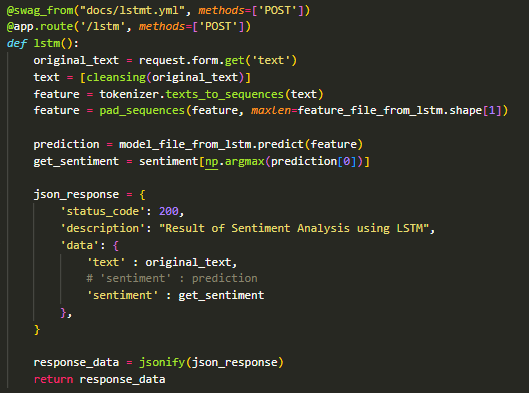 @swag_from("docs/lstmt.yml", methods=['POST'])
@app.route('/lstm', methods=['POST'])
def lstm():
    original_text = request.form.get('text')
    text = [cleansing(original_text)]
    feature = tokenizer.texts_to_sequences(text)
    feature = pad_sequences(feature, maxlen=feature_file_from_lstm.shape[1])

    prediction = model_file_from_lstm.predict(feature)
    get_sentiment = sentiment[np.argmax(prediction[0])]

    json_response = {
        'status_code': 200,
        'description': "Result of Sentiment Analysis using LSTM",
        'data': {
            'text' : original_text,
            # 'sentiment' : prediction
            'sentiment' : get_sentiment
        },
    }

    response_data = jsonify(json_response)
    return response_data